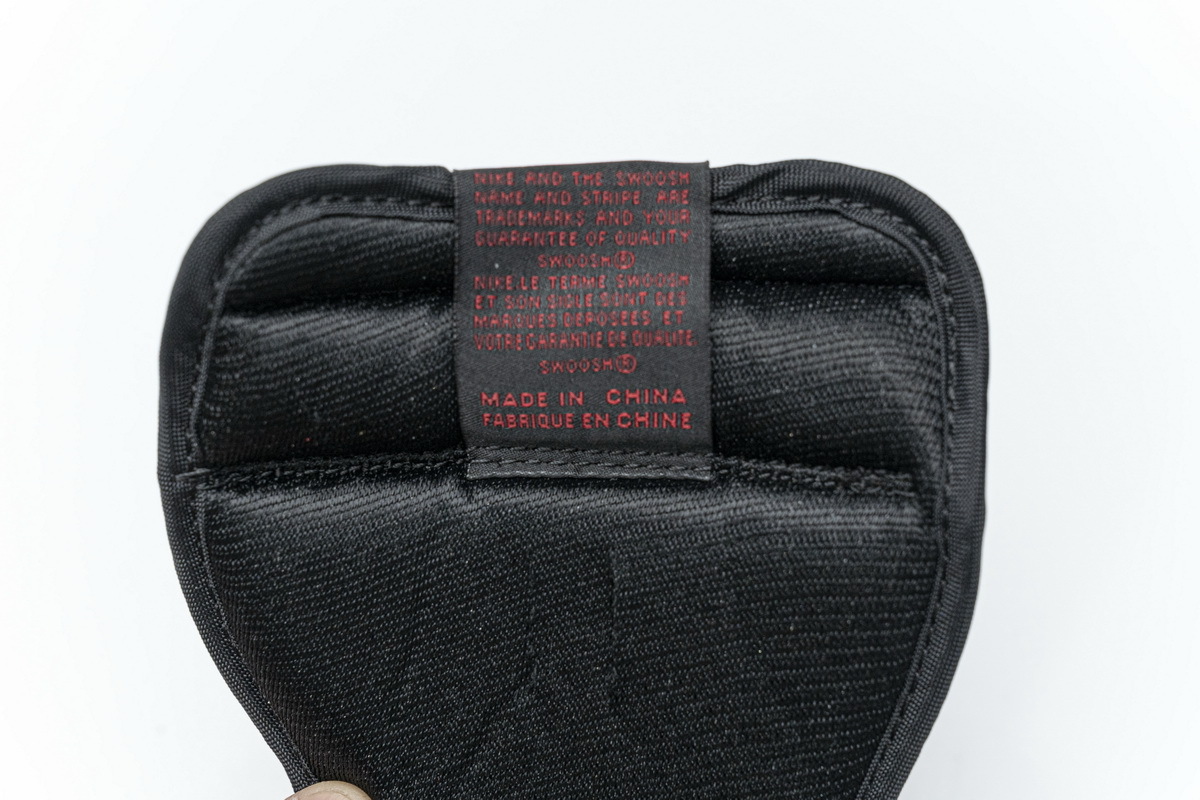 NIKE AND THE SWOOSH
NAME AND STRIPE ARE
TRADEMARKS AND YOUR
GUARANTEE OF QUALITY
SWOOSH®
NIKE.LE TERME SWOOSH
ET SON SIGLE SONT DES
MARQUES DEPOSEES ET
VOTRE GARANTIE DE QUALITE
SWOOSH®
MADE IN CHINA
FABRIQUE EN CHINE